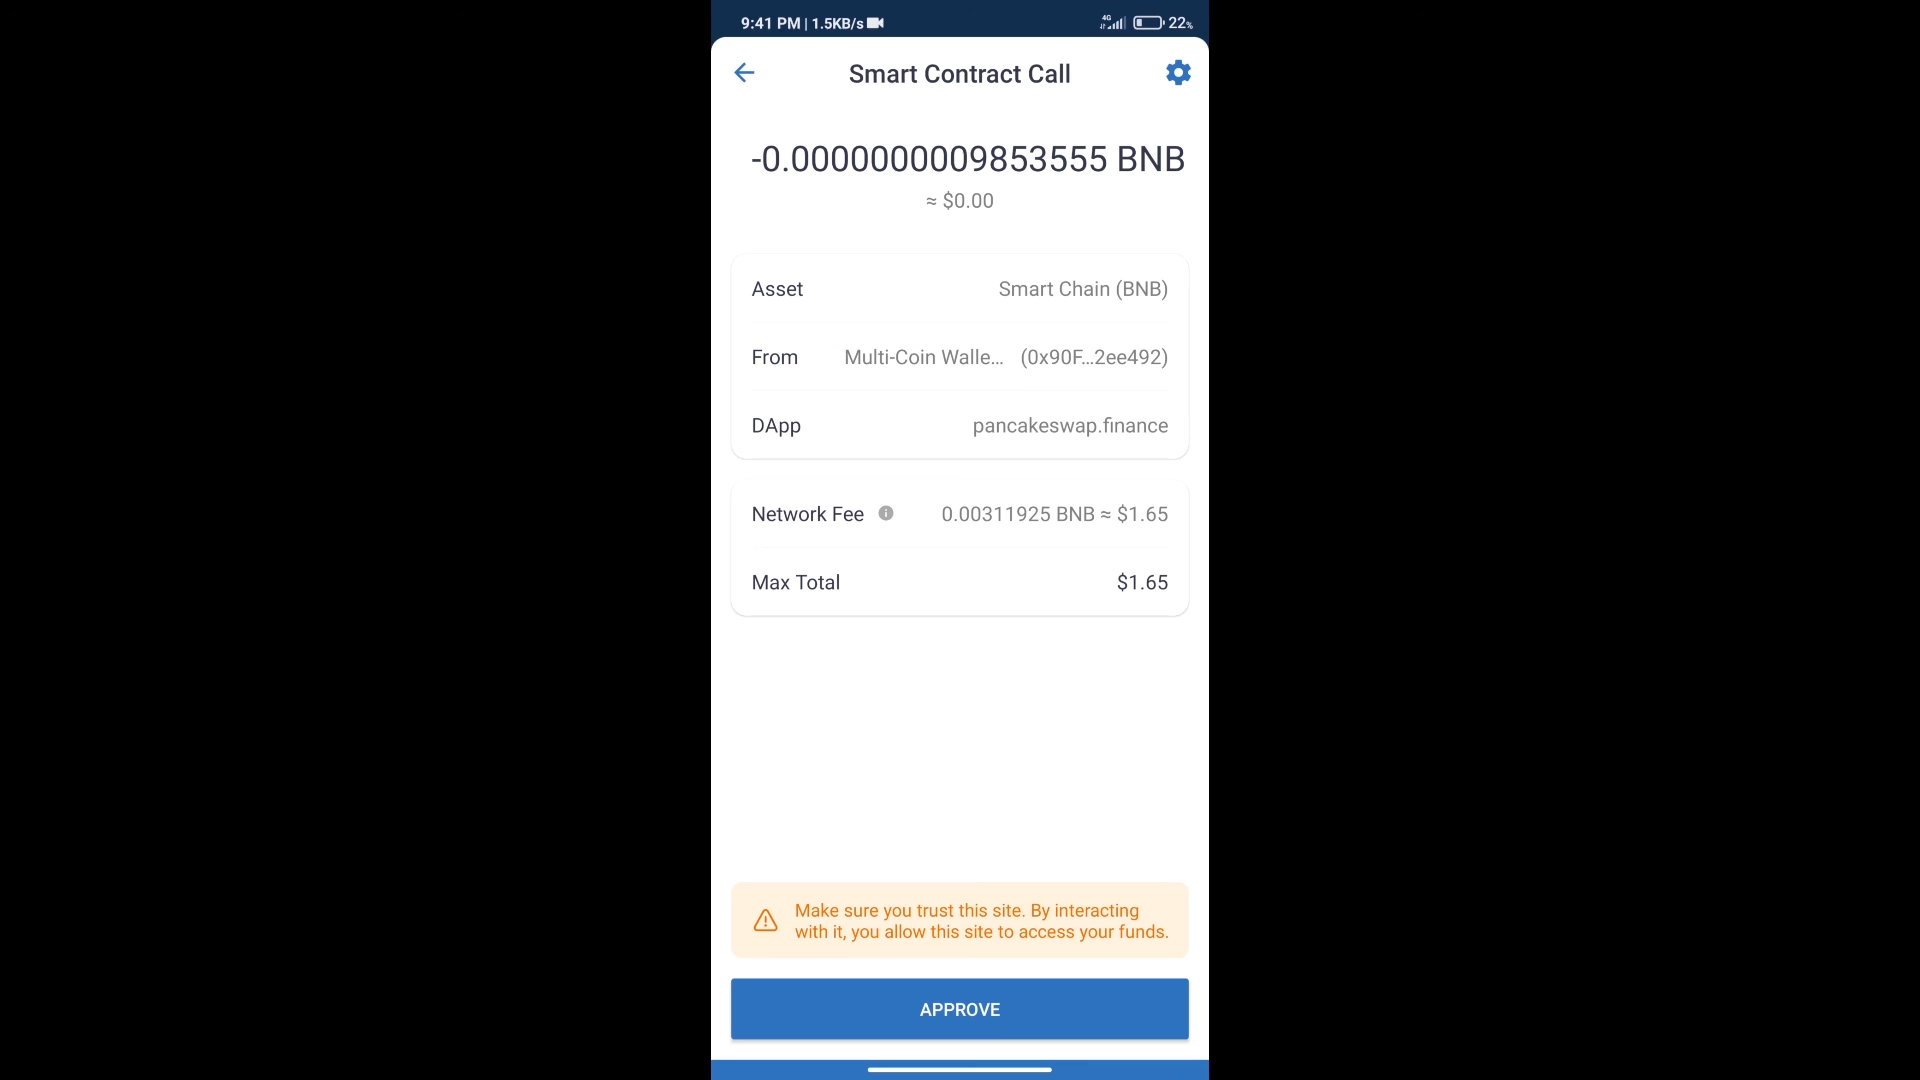 9:41 PM | 1.5KB/s 4G 22%
Smart Contract Call
-0.0000000009853555 BNB
≈ $0.00
Asset Smart Chain (BNB)
From Multi-Coin Walle... (0x90F...2ee492)
DApp pancakeswap.finance
Network Fee 0.00311925 BNB ≈ $1.65
Max Total $1.65
Make sure you trust this site. By interacting
with it, you allow this site to access your funds.
APPROVE